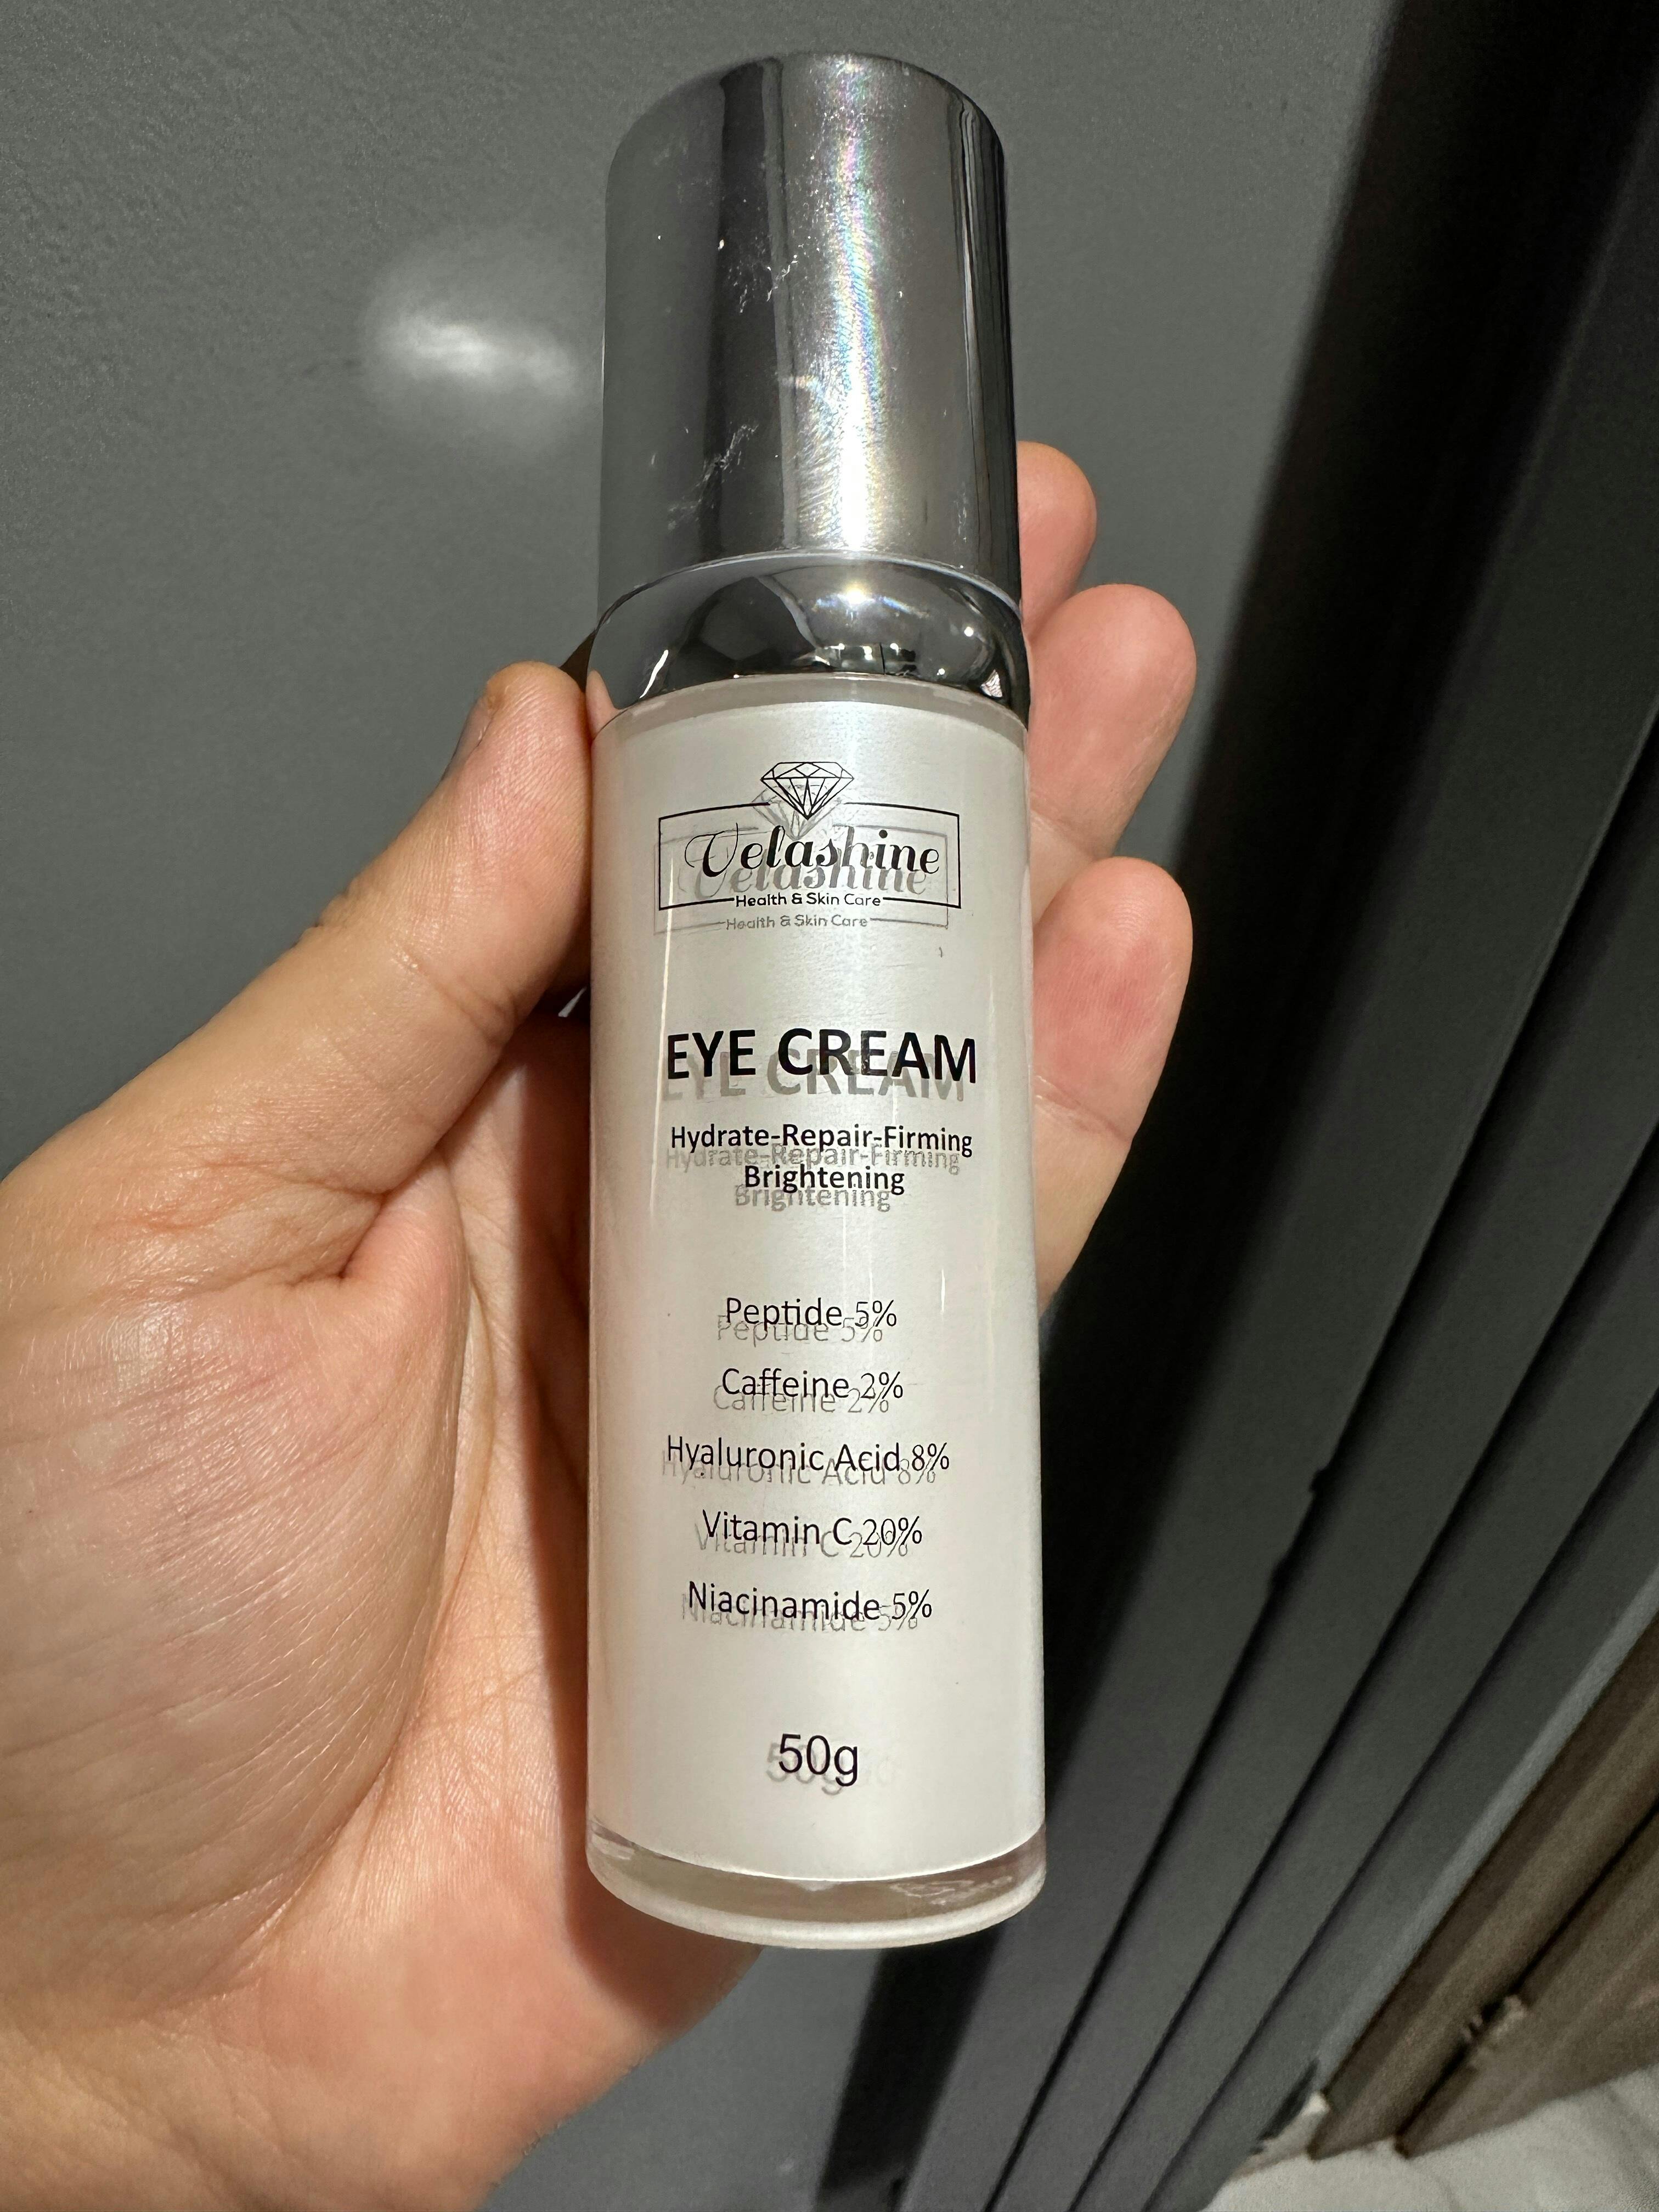 Velashine
Health & Skin Care
EYE CREAM
Hydrate-Repair-Firming
Brightening
Peptide 5%
Caffeine 2%
Hyaluronic Acid 8%
Vitamin C 20%
Niacinamide 5%
50g